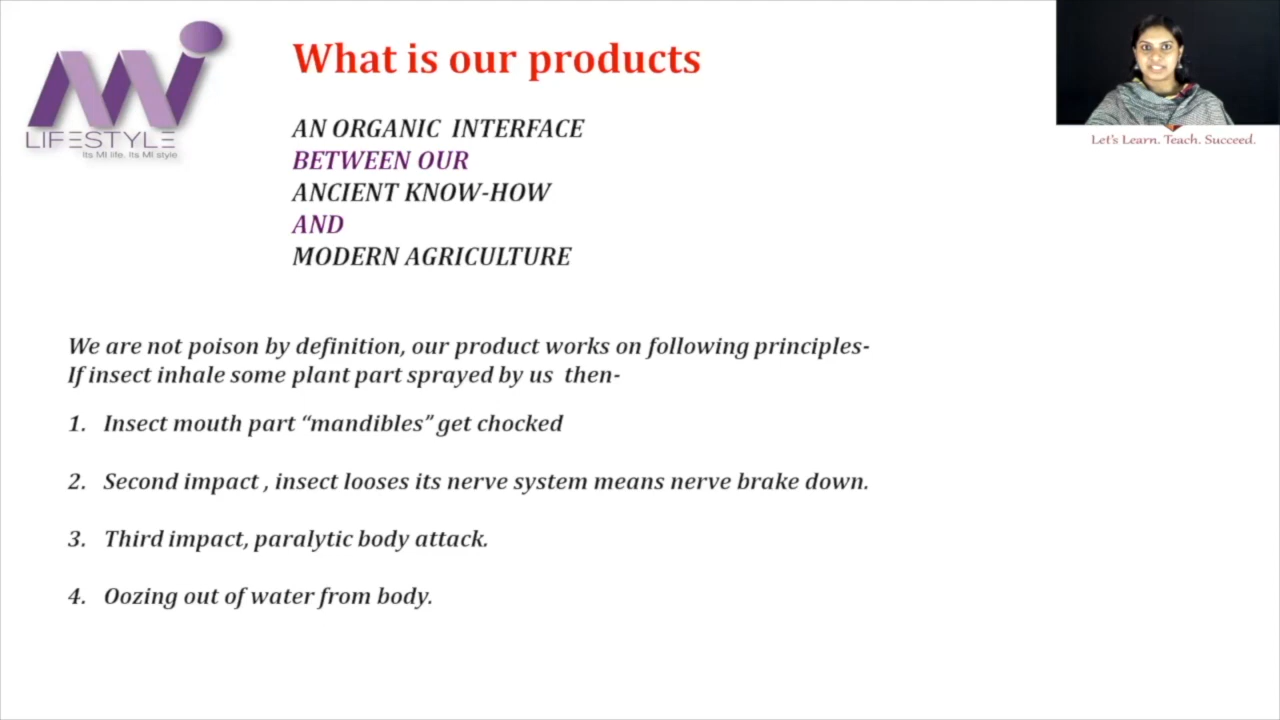 What is our products
AN ORGANIC INTERFACE
BETWEEN OUR
ANCIENT KNOW-HOW
AND
MODERN AGRICULTURE
LIFESTYLE
Its MI life. Its MI style.
Let's Learn. Teach. Succeed.
We are not poison by definition, our product works on following principles-
If insect inhale some plant part sprayed by us then-
1. Insect mouth part “mandibles” get chocked
2. Second impact , insect looses its nerve system means nerve brake down.
3. Third impact, paralytic body attack.
4. Oozing out of water from body.